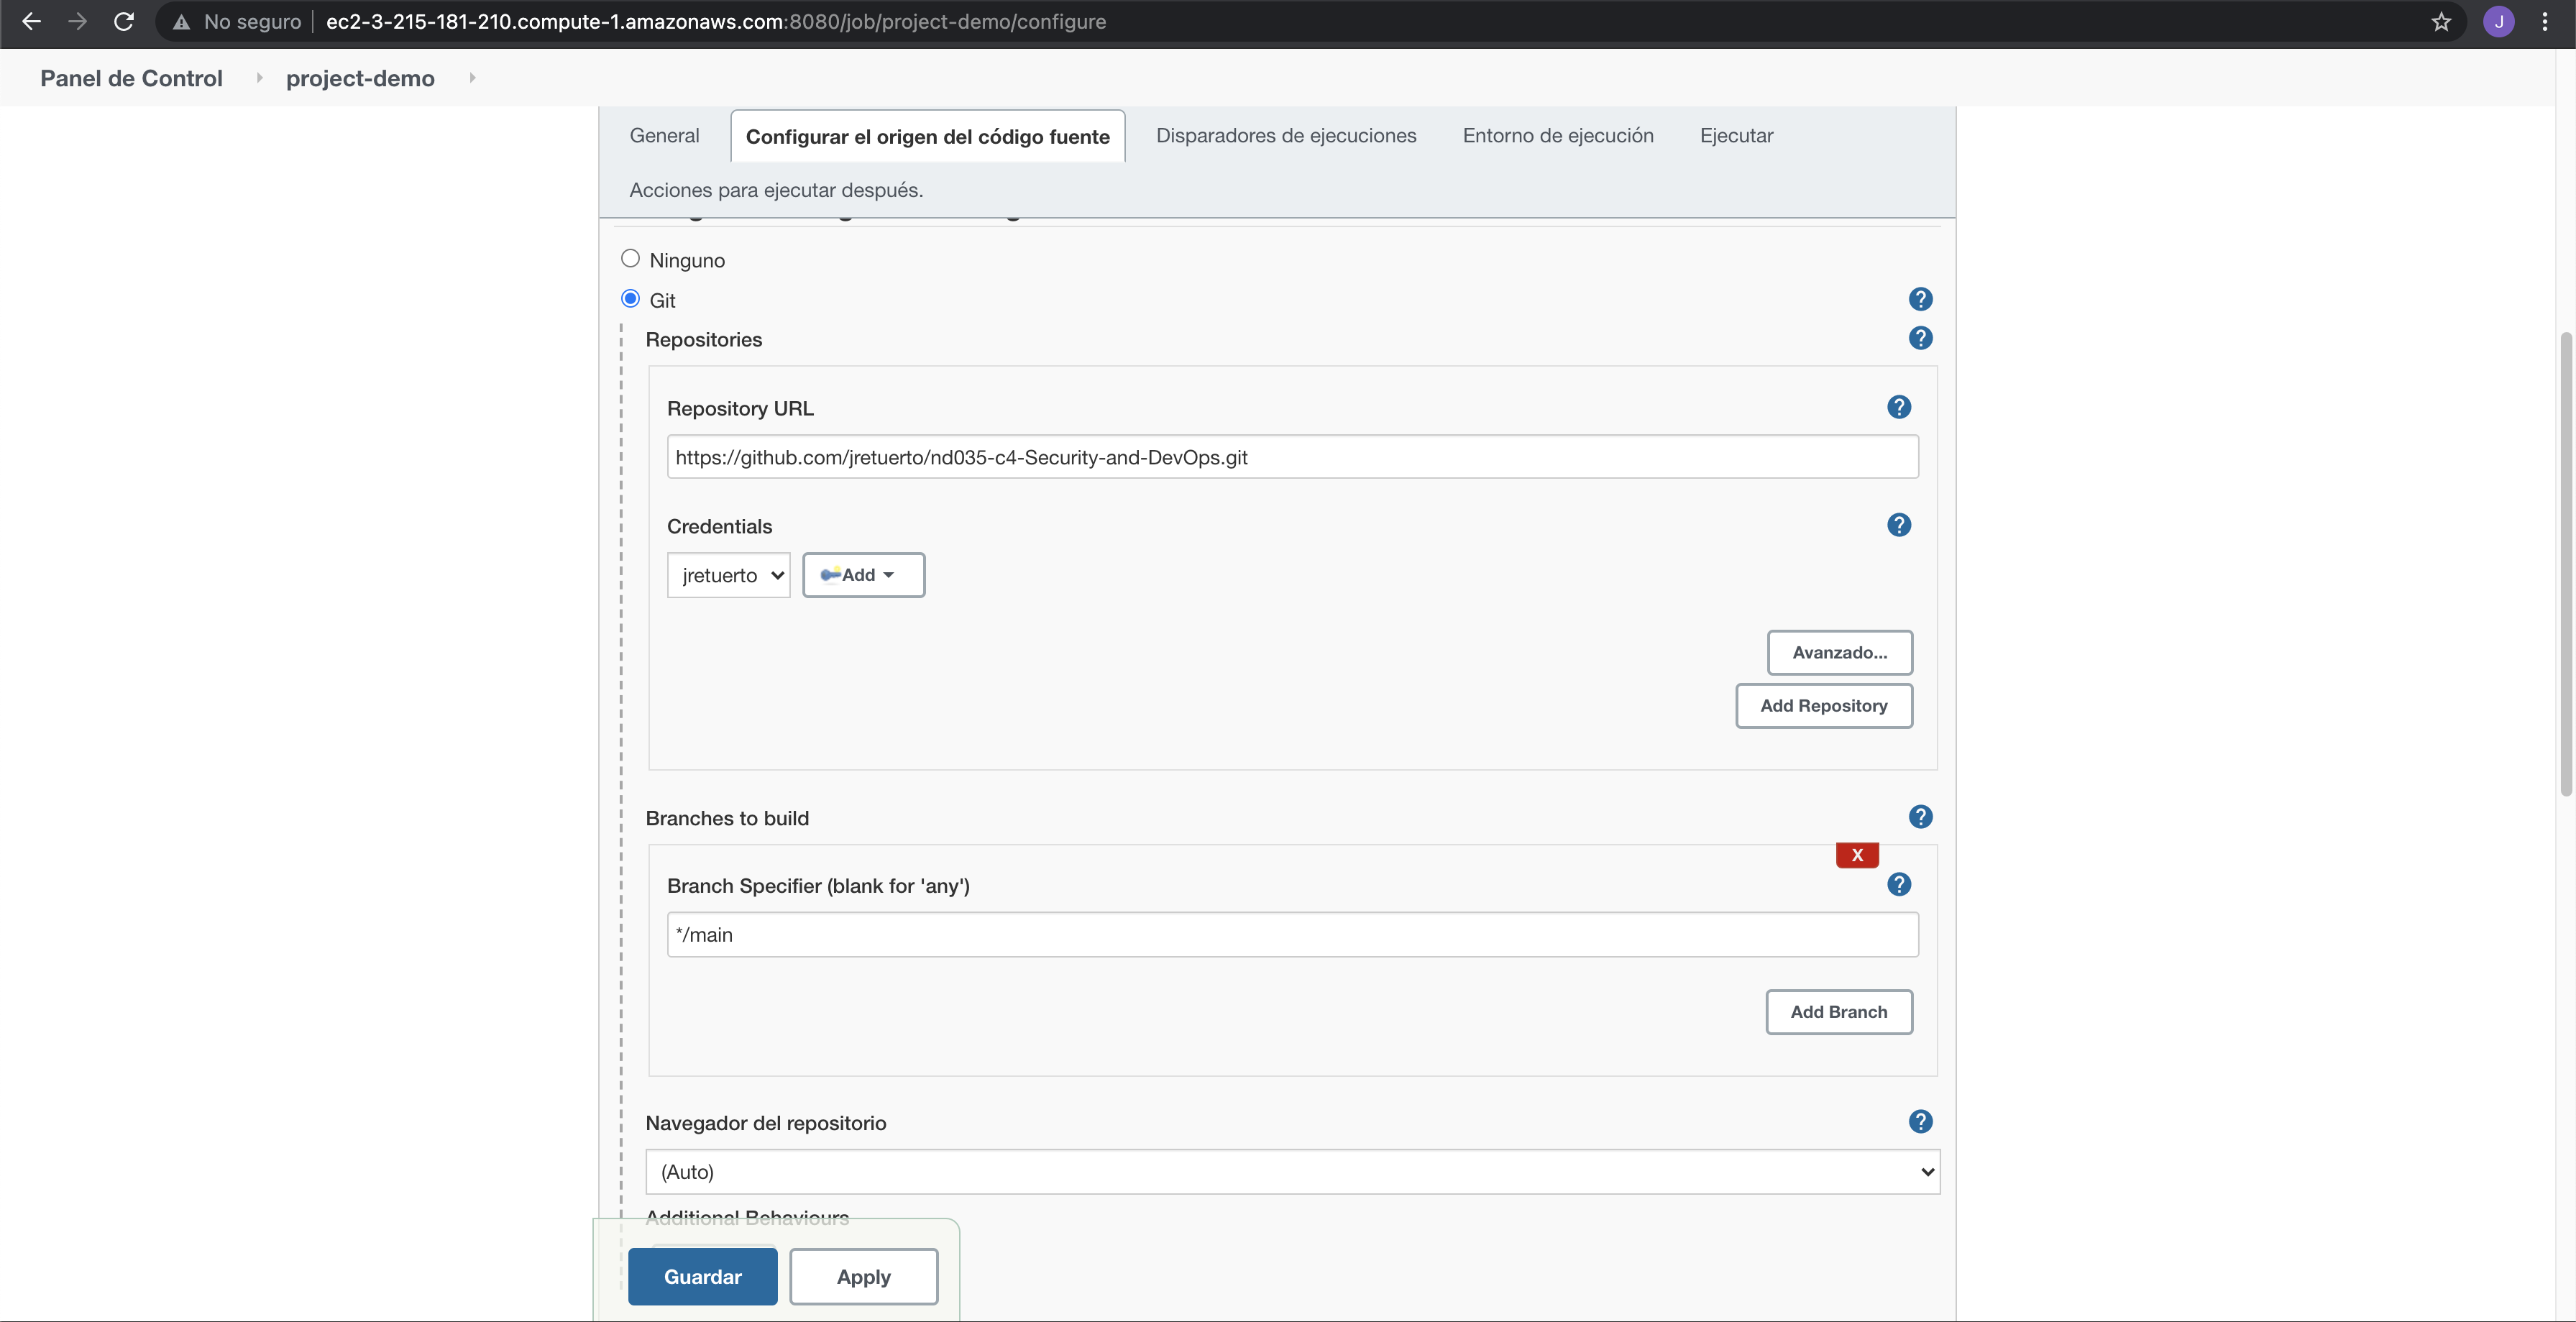 No seguro ec2-3-215-181-210.compute-1.amazonaws.com:8080/job/project-demo/configure J
Panel de Control project-demo
General Configurar el origen del código fuente Disparadores de ejecuciones Entorno de ejecución Ejecutar
Acciones para ejecutar después.
Ninguno
Git ?
Repositories ?
Repository URL ?
https://github.com/jretuerto/nd035-c4-Security-and-DevOps.git
Credentials ?
jretuerto Add
Avanzado...
Add Repository
Branches to build ?
X
Branch Specifier (blank for 'any') ?
*/main
Add Branch
Navegador del repositorio ?
(Auto)
Additional Behaviours
Guardar Apply